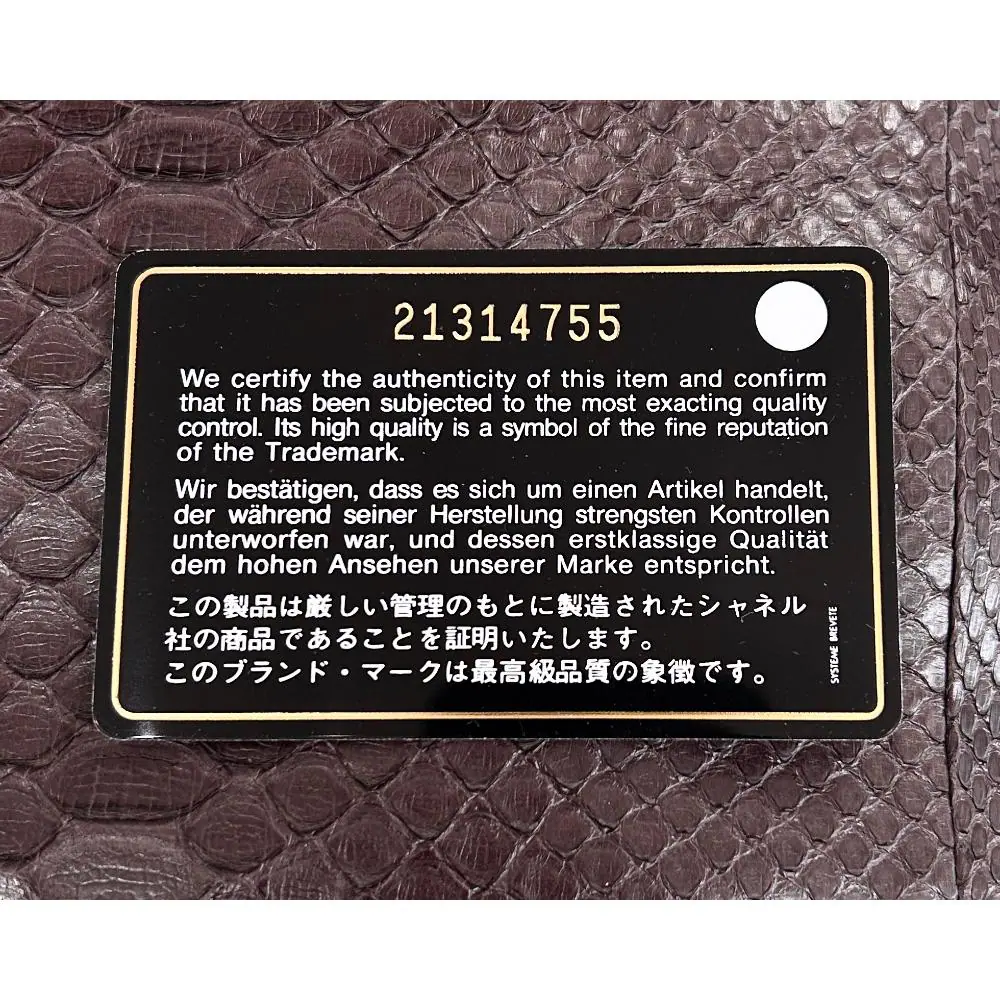 21314755
We certify the authenticity of this item and confirm
that it has been subjected to the most exacting quality
control. Its high quality is a symbol of the fine reputation
of the Trademark.
Wir bestätigen, dass es sich um einen Artikel handelt,
der während seiner Herstellung strengsten Kontrollen
unterworfen war, und dessen erstklassige Qualität
dem hohen Ansehen unserer Marke entspricht.
この製品は厳しい管理のもとに製造されたシャネル
社の商品であることを証明いたします。
このブランド・マークは最高級品質の象徴です。
SYSTEME BREVETE